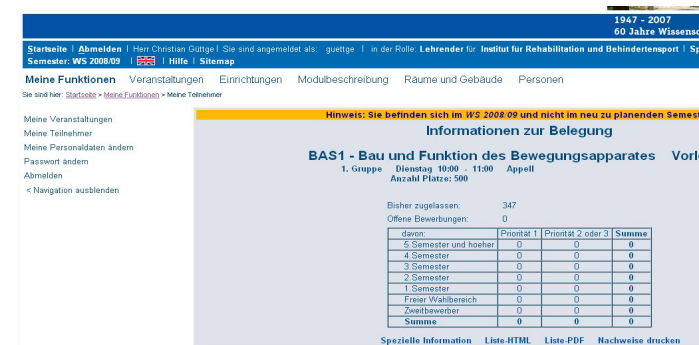 1947 - 2007
60 Jahre
Startseite | Abmelden | Herr Christian Güttge | Sie sind angemeldet als: guettge | in der Rolle: Lehrender für Institut für Rehabilitation und Behindertensport |
Semester: WS 2008/09 | Hilfe | Sitemap
Meine Funktionen Veranstaltungen Einrichtungen Modulbeschreibung Räume und Gebäude Personen
Sie sind hier: Startseite > Meine Funktionen > Meine Teilnehmer
Meine Veranstaltungen
Meine Teilnehmer
Meine Personaldaten ändern
Passwort ändern
Abmelden
< Navigation ausblenden
Hinweis: Sie befinden sich im WS 2008/09 und nicht im neu zu planenden
Informationen zur Belegung
BAS1 - Bau und Funktion des Bewegungsapparates
1. Gruppe Dienstag 10:00 - 11:00 Appell
Anzahl Plätze: 500
Bisher zugelassen: 347
Offene Bewerbungen: 0
davon: Priorität 1 Priorität 2 oder 3 Summe
5.Semester und hoeher 0 0 0
4.Semester 0 0 0
3.Semester 0 0 0
2.Semester 0 0 0
1.Semester 0 0 0
Freier Wahlbereich 0 0 0
Zweitbewerber 0 0 0
Summe 0 0 0
Spezielle Information Liste-HTML Liste-PDF Nachweise drucken